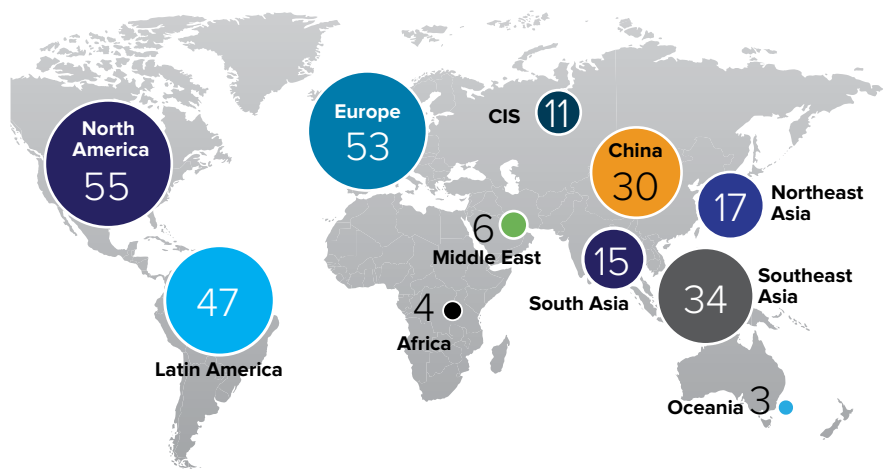 North
America
55
Europe
53
CIS
11
China
30
17
Northeast
Asia
6
Middle East
15
South Asia
47
Latin America
4
Africa
34
Southeast
Asia
Oceania 3